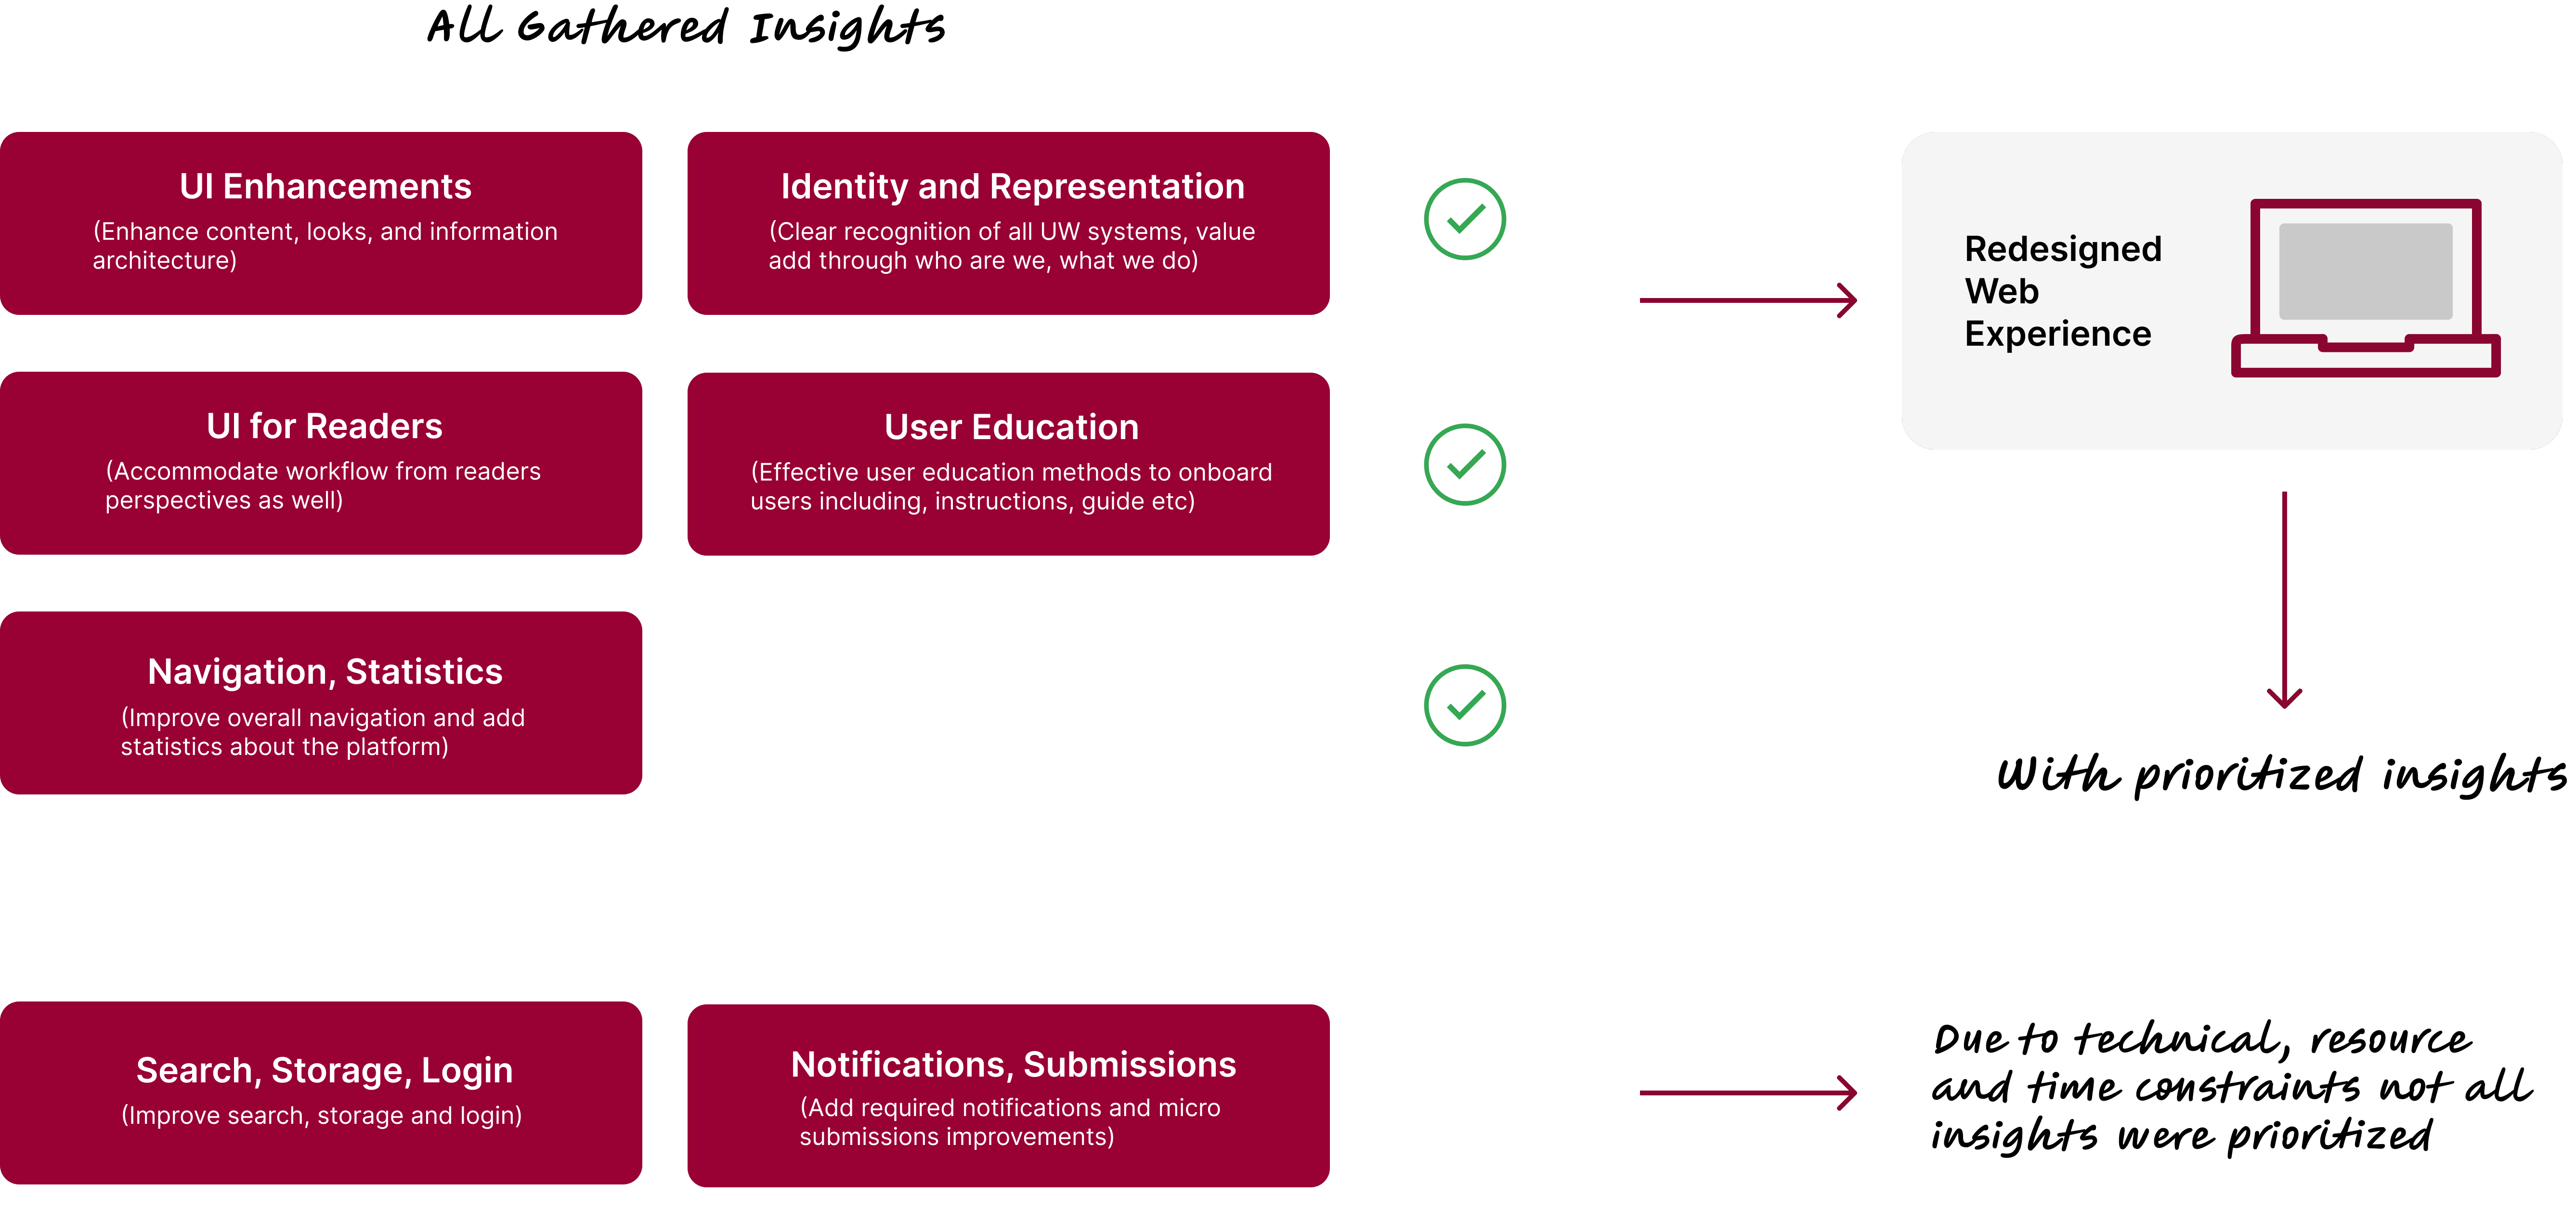 All Gathered Insights
UI Enhancements
(Enhance content, looks, and information
architecture)
Identity and Representation
(Clear recognition of all UW systems, value
add through who are we, what we do)
Redesigned
Web
Experience
UI for Readers
(Accommodate workflow from readers
perspectives as well)
User Education
(Effective user education methods to onboard
users including, instructions, guide etc)
Navigation, Statistics
(Improve overall navigation and add
statistics about the platform)
With prioritized insights
Search, Storage, Login
(Improve search, storage and login)
Notifications, Submissions
(Add required notifications and micro
submissions improvements)
Due to technical, resource
and time constraints not all
insights were prioritized